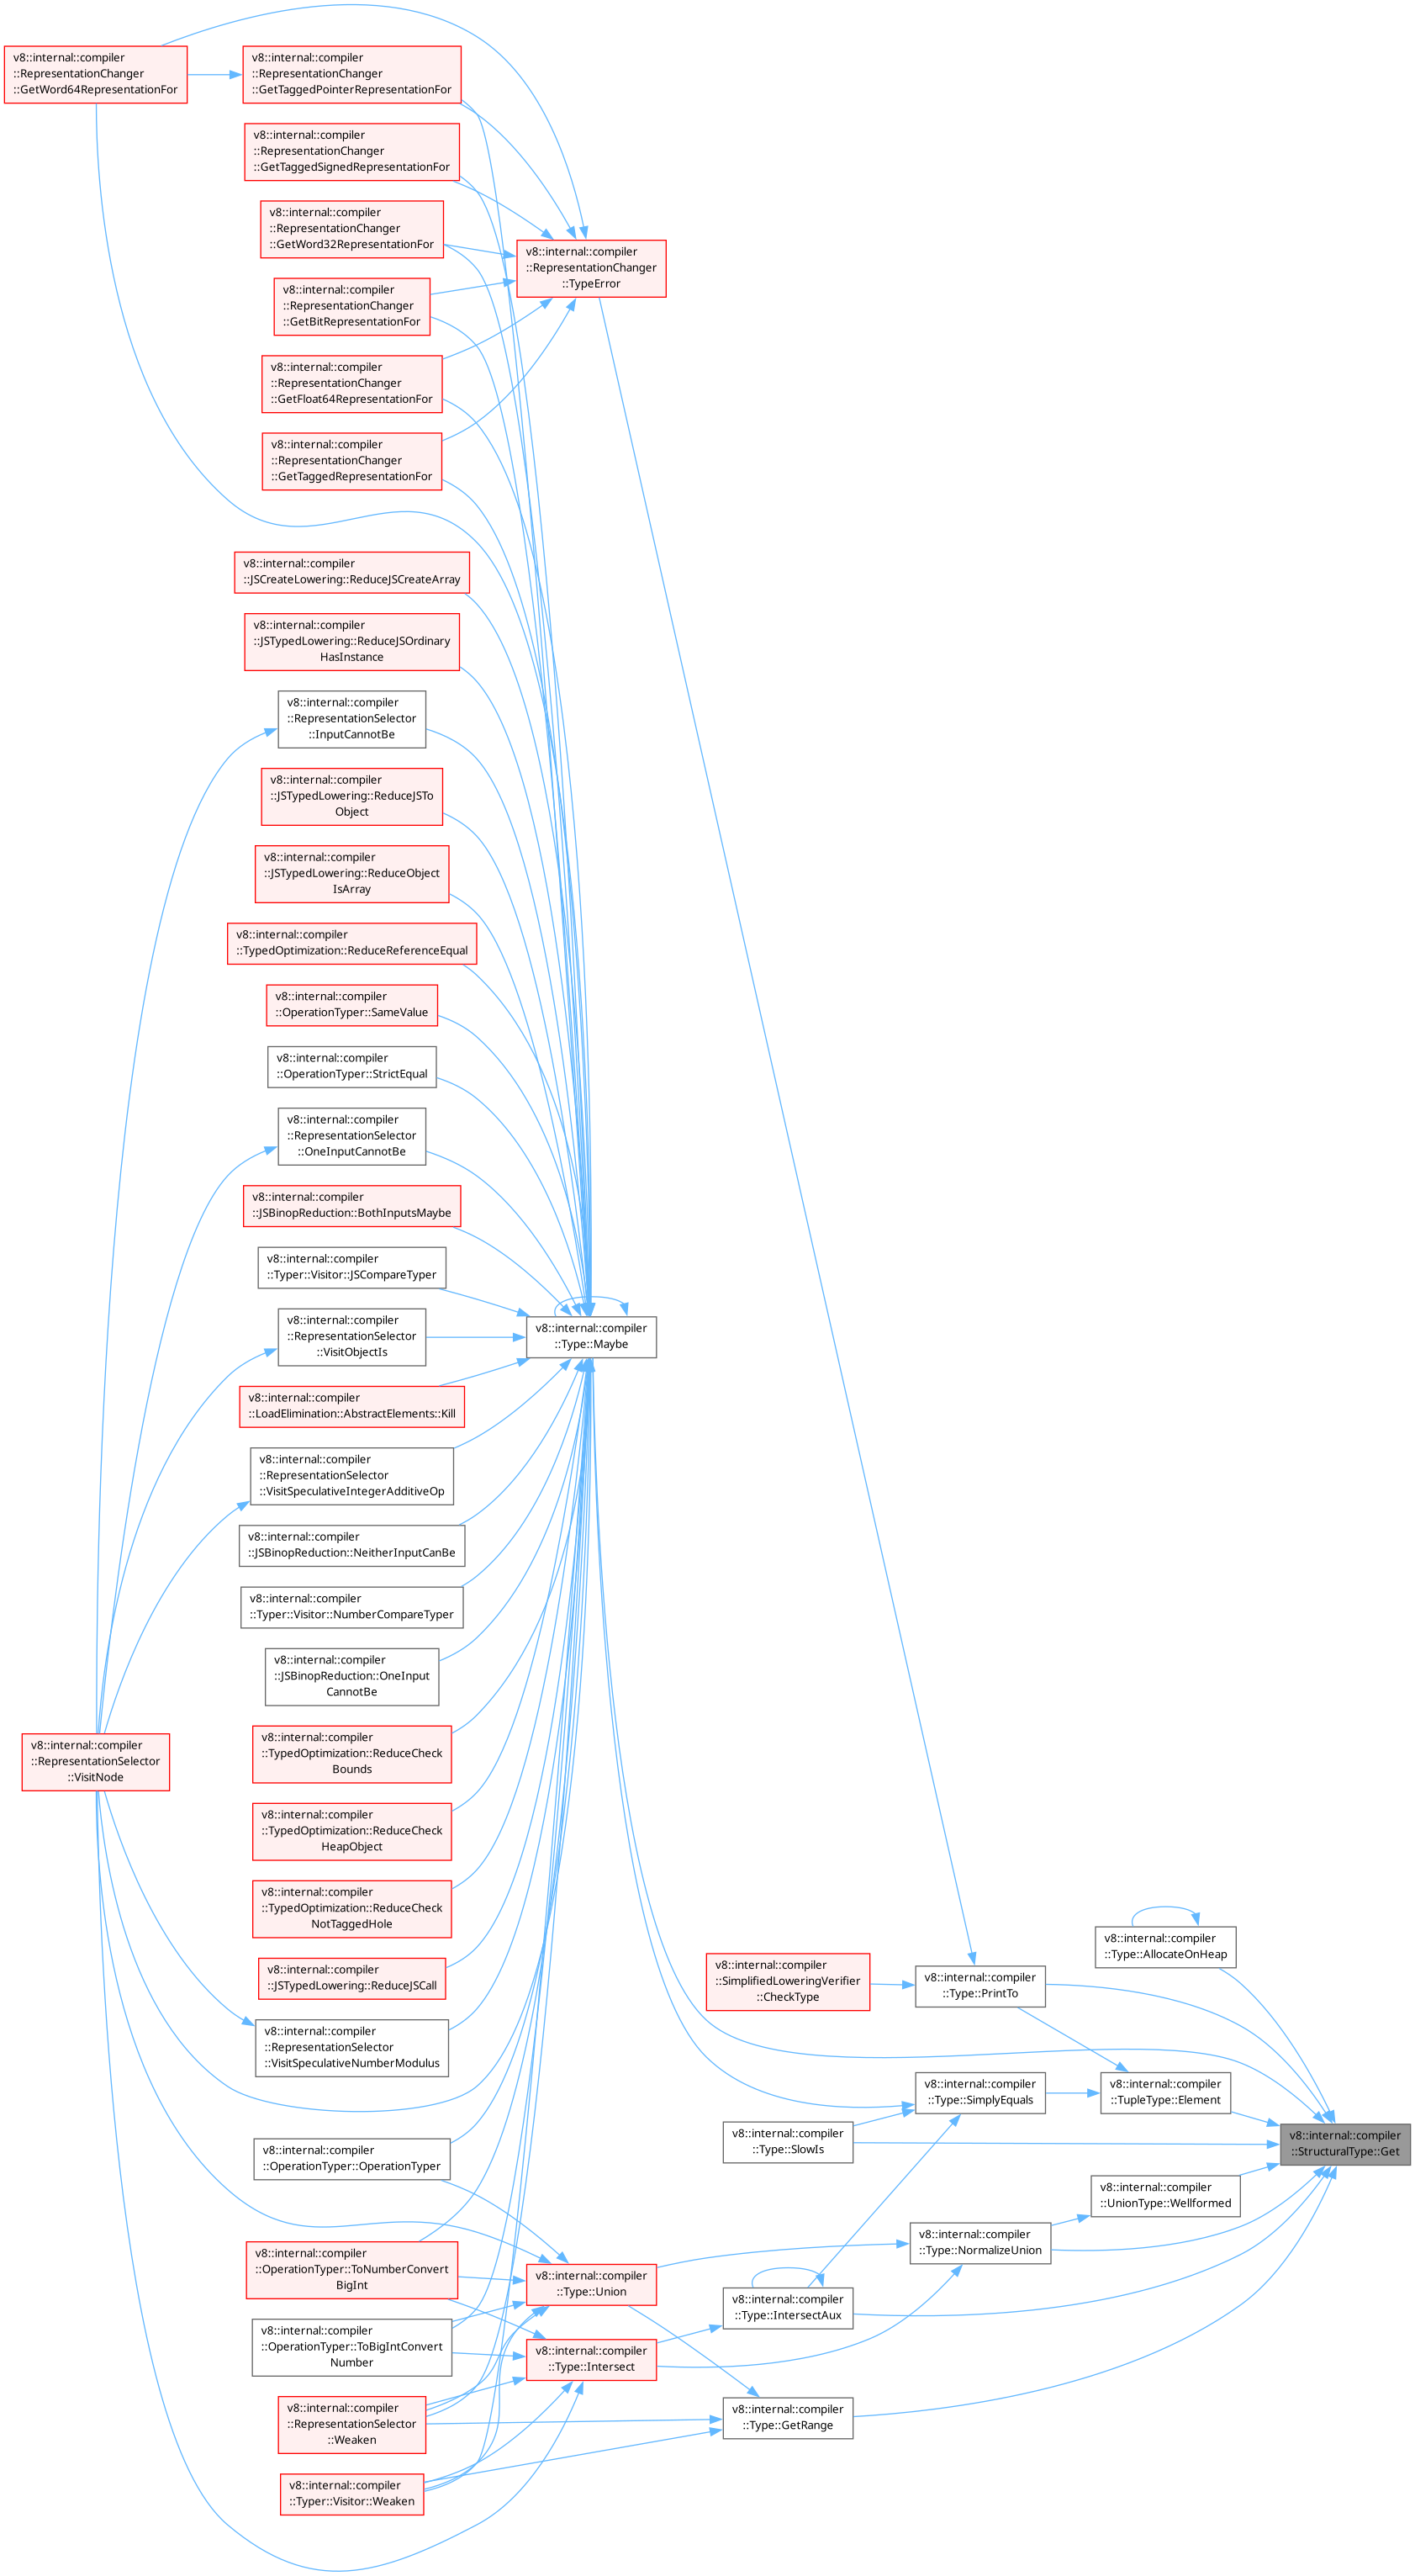 v8::internal::compiler
::RepresentationChanger
::GetWord64RepresentationFor
v8::internal::compiler
::RepresentationChanger
::GetTaggedPointerRepresentationFor
v8::internal::compiler
::RepresentationChanger
::GetTaggedSignedRepresentationFor
v8::internal::compiler
::RepresentationChanger
::GetWord32RepresentationFor
v8::internal::compiler
::RepresentationChanger
::TypeError
v8::internal::compiler
::RepresentationChanger
::GetBitRepresentationFor
v8::internal::compiler
::RepresentationChanger
::GetFloat64RepresentationFor
v8::internal::compiler
::RepresentationChanger
::GetTaggedRepresentationFor
v8::internal::compiler
::JSCreateLowering::ReduceJSCreateArray
v8::internal::compiler
::JSTypedLowering::ReduceJSOrdinary
HasInstance
v8::internal::compiler
::RepresentationSelector
::InputCannotBe
v8::internal::compiler
::JSTypedLowering::ReduceJSTo
Object
v8::internal::compiler
::JSTypedLowering::ReduceObject
IsArray
v8::internal::compiler
::TypedOptimization::ReduceReferenceEqual
v8::internal::compiler
::OperationTyper::SameValue
v8::internal::compiler
::OperationTyper::StrictEqual
v8::internal::compiler
::RepresentationSelector
::OneInputCannotBe
v8::internal::compiler
::JSBinopReduction::BothInputsMaybe
v8::internal::compiler
::Typer::Visitor::JSCompareTyper
v8::internal::compiler
::RepresentationSelector
::VisitObjectIs
v8::internal::compiler
::Type::Maybe
v8::internal::compiler
::LoadElimination::AbstractElements::Kill
v8::internal::compiler
::RepresentationSelector
::VisitSpeculativeIntegerAdditiveOp
v8::internal::compiler
::JSBinopReduction::NeitherInputCanBe
v8::internal::compiler
::Typer::Visitor::NumberCompareTyper
v8::internal::compiler
::JSBinopReduction::OneInput
CannotBe
v8::internal::compiler
::RepresentationSelector
::VisitNode
v8::internal::compiler
::TypedOptimization::ReduceCheck
Bounds
v8::internal::compiler
::TypedOptimization::ReduceCheck
HeapObject
v8::internal::compiler
::TypedOptimization::ReduceCheck
NotTaggedHole
v8::internal::compiler
::JSTypedLowering::ReduceJSCall
v8::internal::compiler
::RepresentationSelector
::VisitSpeculativeNumberModulus
v8::internal::compiler
::SimplifiedLoweringVerifier
::CheckType
v8::internal::compiler
::Type::PrintTo
v8::internal::compiler
::Type::AllocateOnHeap
v8::internal::compiler
::Type::SimplyEquals
v8::internal::compiler
::TupleType::Element
v8::internal::compiler
::Type::SlowIs
v8::internal::compiler
::StructuralType::Get
v8::internal::compiler
::OperationTyper::OperationTyper
v8::internal::compiler
::UnionType::Wellformed
v8::internal::compiler
::Type::NormalizeUnion
v8::internal::compiler
::OperationTyper::ToNumberConvert
BigInt
v8::internal::compiler
::Type::Union
v8::internal::compiler
::Type::IntersectAux
v8::internal::compiler
::OperationTyper::ToBigIntConvert
Number
v8::internal::compiler
::Type::Intersect
v8::internal::compiler
::RepresentationSelector
::Weaken
v8::internal::compiler
::Type::GetRange
v8::internal::compiler
::Typer::Visitor::Weaken